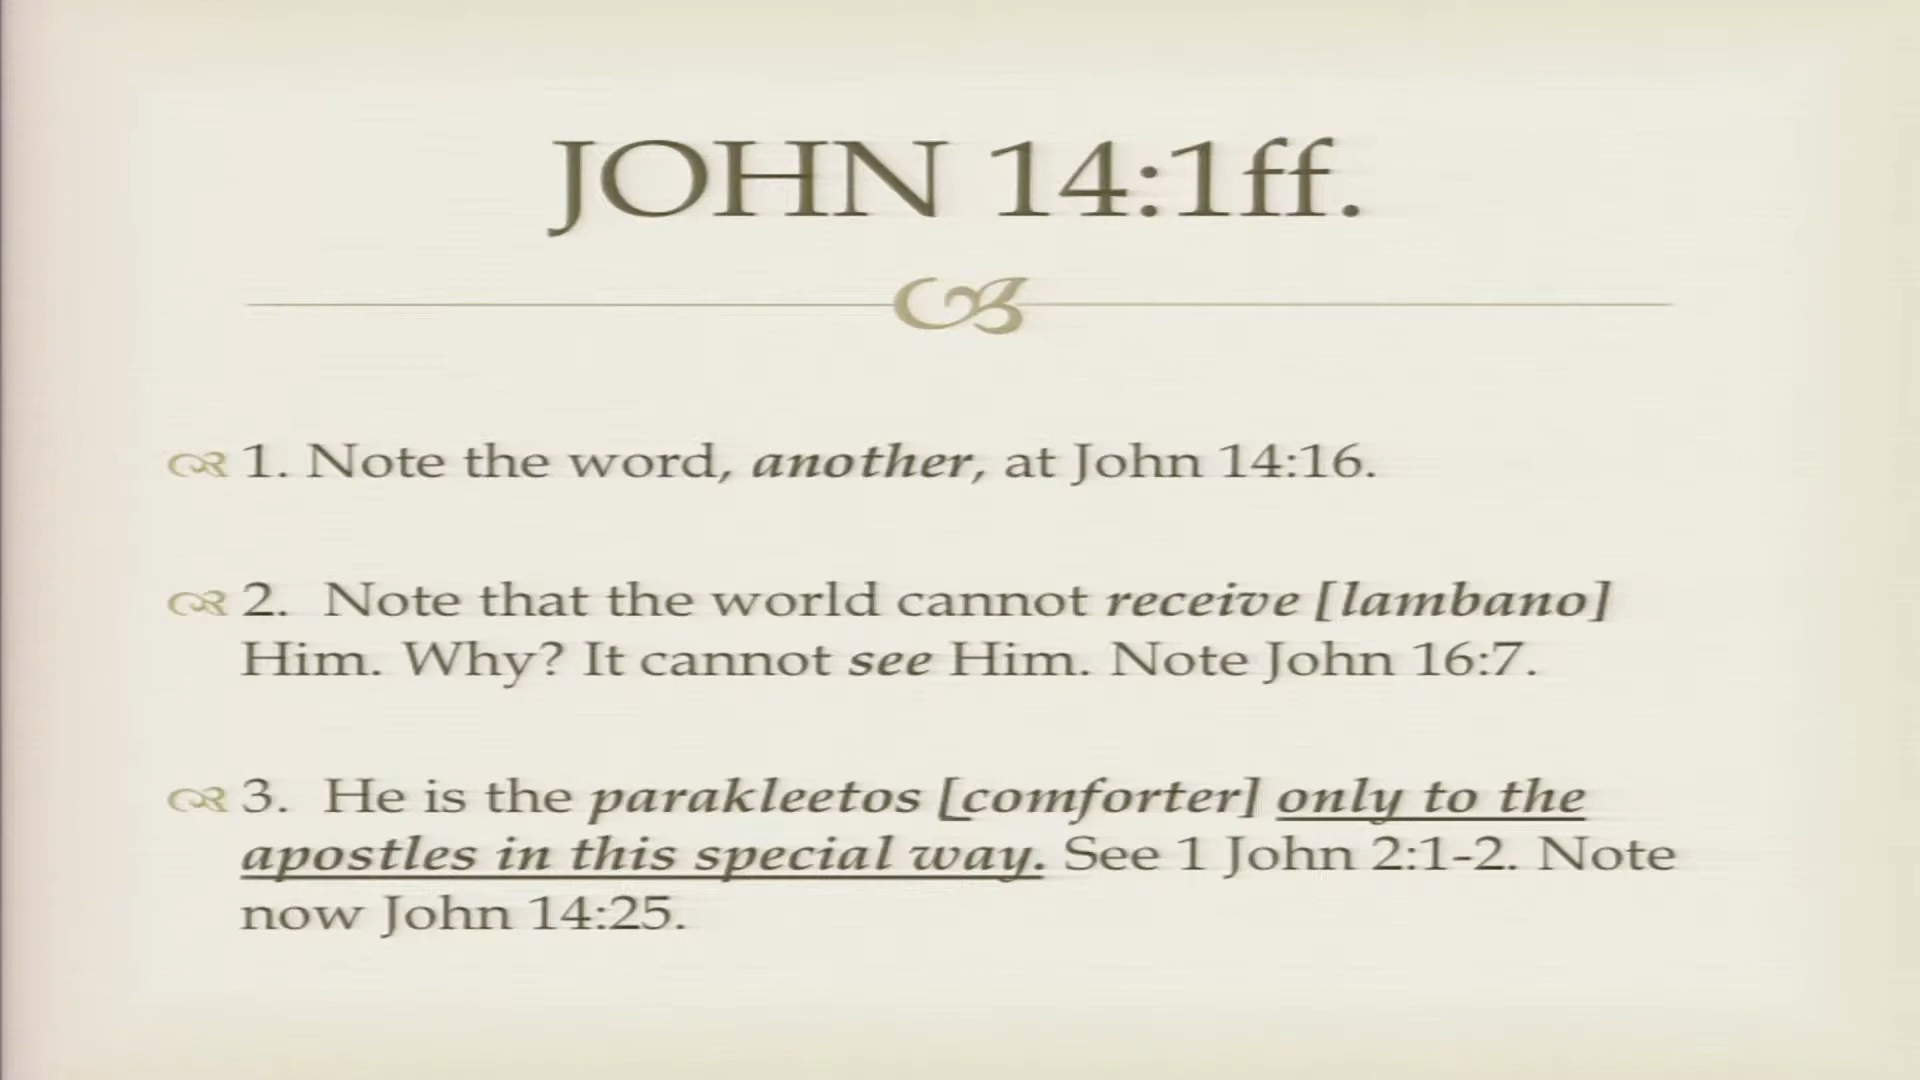 JOHN 14:1ff.
1. Note the word, another, at John 14:16.
2. Note that the world cannot receive [lambano]
Him. Why? It cannot see Him. Note John 16:7.
3. He is the parakleetos [comforter] only to the
apostles in this special way. See 1 John 2:1-2. Note
now John 14:25.